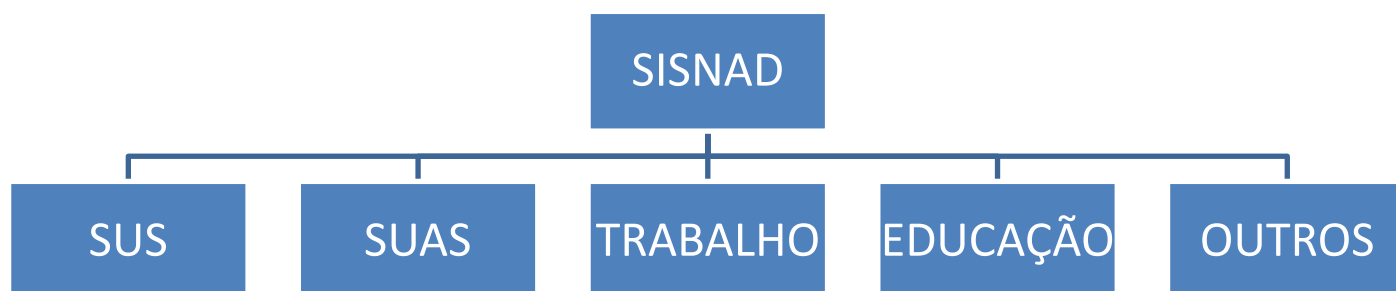 SISNAD
SUS
SUAS
TRABALHO
EDUCAÇÃO
OUTROS